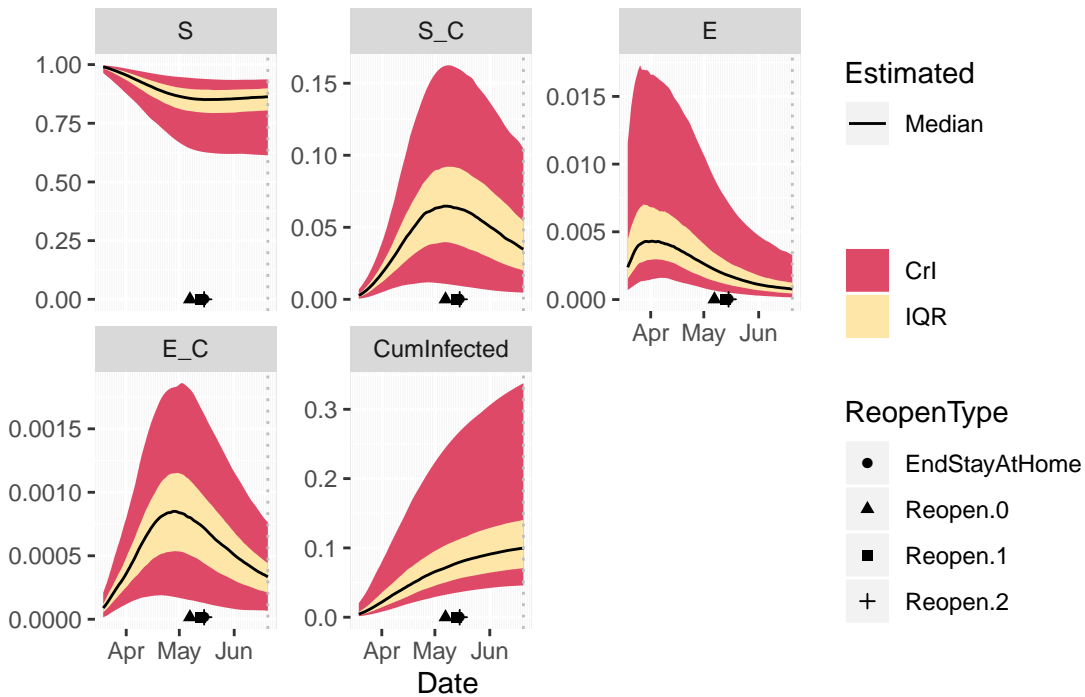 S
S_C
E
1.00
0.75
0.50
0.25
0.00
0.15
0.10
0.05
0.00
0.015
0.010
0.005
0.000
Apr May Jun
E_C
CumInfected
0.0015
0.0010
0.0005
0.0000
Apr May Jun
0.3
0.2
0.1
0.0
Apr May Jun
Date
Estimated
Median
CrI
IQR
ReopenType
EndStayAtHome
Reopen.0
Reopen.1
Reopen.2